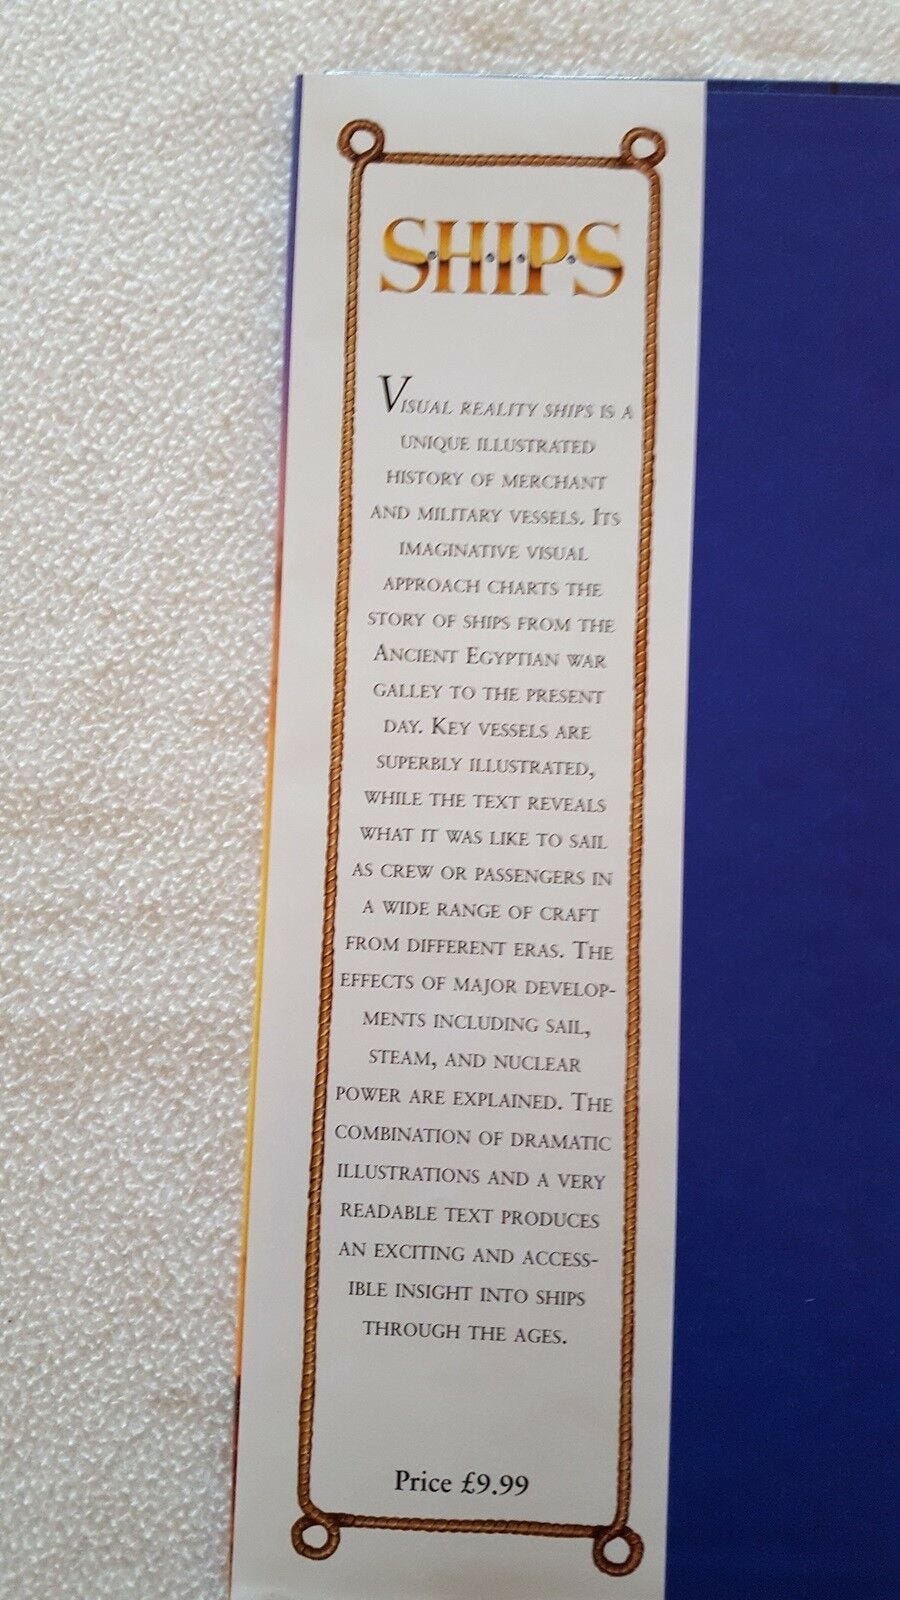 S·H·I·P·S
VISUAL REALITY SHIPS IS A
UNIQUE ILLUSTRATED
HISTORY OF MERCHANT
AND MILITARY VESSELS. ITS
IMAGINATIVE VISUAL
APPROACH CHARTS THE
STORY OF SHIPS FROM THE
ANCIENT EGYPTIAN WAR
GALLEY TO THE PRESENT
DAY. KEY VESSELS ARE
SUPERBLY ILLUSTRATED,
WHILE THE TEXT REVEALS
WHAT IT WAS LIKE TO SAIL
AS CREW OR PASSENGERS IN
A WIDE RANGE OF CRAFT
FROM DIFFERENT ERAS. THE
EFFECTS OF MAJOR DEVELOP-
MENTS INCLUDING SAIL,
STEAM, AND NUCLEAR
POWER ARE EXPLAINED. THE
COMBINATION OF DRAMATIC
ILLUSTRATIONS AND A VERY
READABLE TEXT PRODUCES
AN EXCITING AND ACCESS-
IBLE INSIGHT INTO SHIPS
THROUGH THE AGES.
Price £9.99